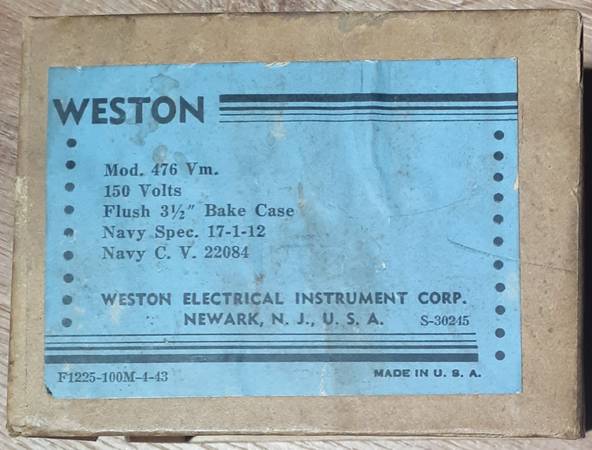 WESTON
Mod. 476 Vm.
150 Volts
Flush 3½" Bake Case
Navy Spec. 17-1-12
Navy C. V. 22084
WESTON ELECTRICAL INSTRUMENT CORP.
NEWARK, N. J., U. S. A. S-30245
F1225-100M-4-43 MADE IN U. S. A.